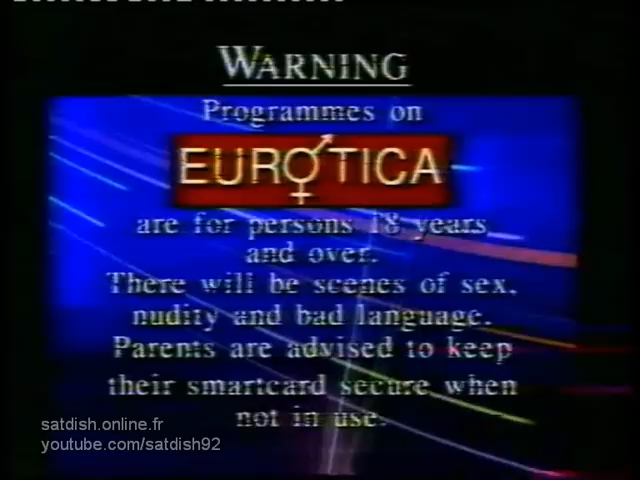 WARNING
Programmes on
EUROTICA
are for persons 18 years
and over.
There will be scenes of sex,
nudity and bad language.
Parents are advised to keep
their smartcard secure when
not in use.
satdish.online.fr
youtube.com/satdish92